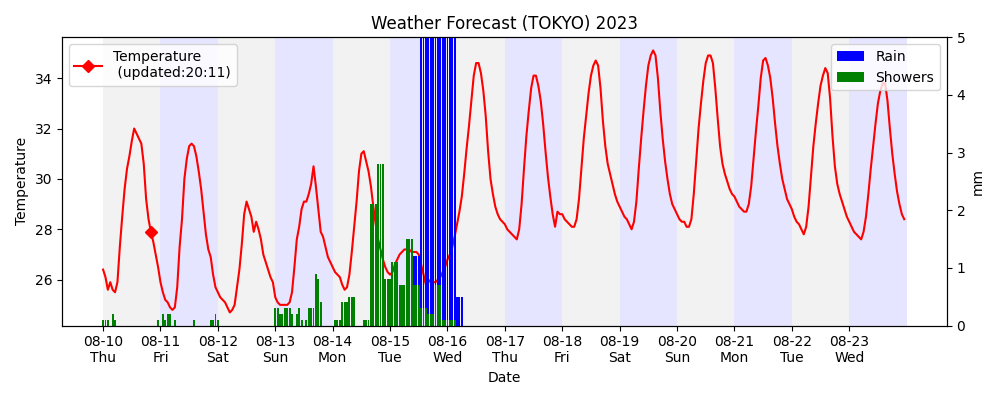 Weather Forecast (TOKYO) 2023
Temperature
(updated:20:11)
Rain
Showers
Temperature
34
32
30
28
26
5
4
3
2
1
0
mm
08-10 08-11 08-12 08-13 08-14 08-15 08-16 08-17 08-18 08-19 08-20 08-21 08-22 08-23
Thu Fri Sat Sun Mon Tue Wed Thu Fri Sat Sun Mon Tue Wed
Date